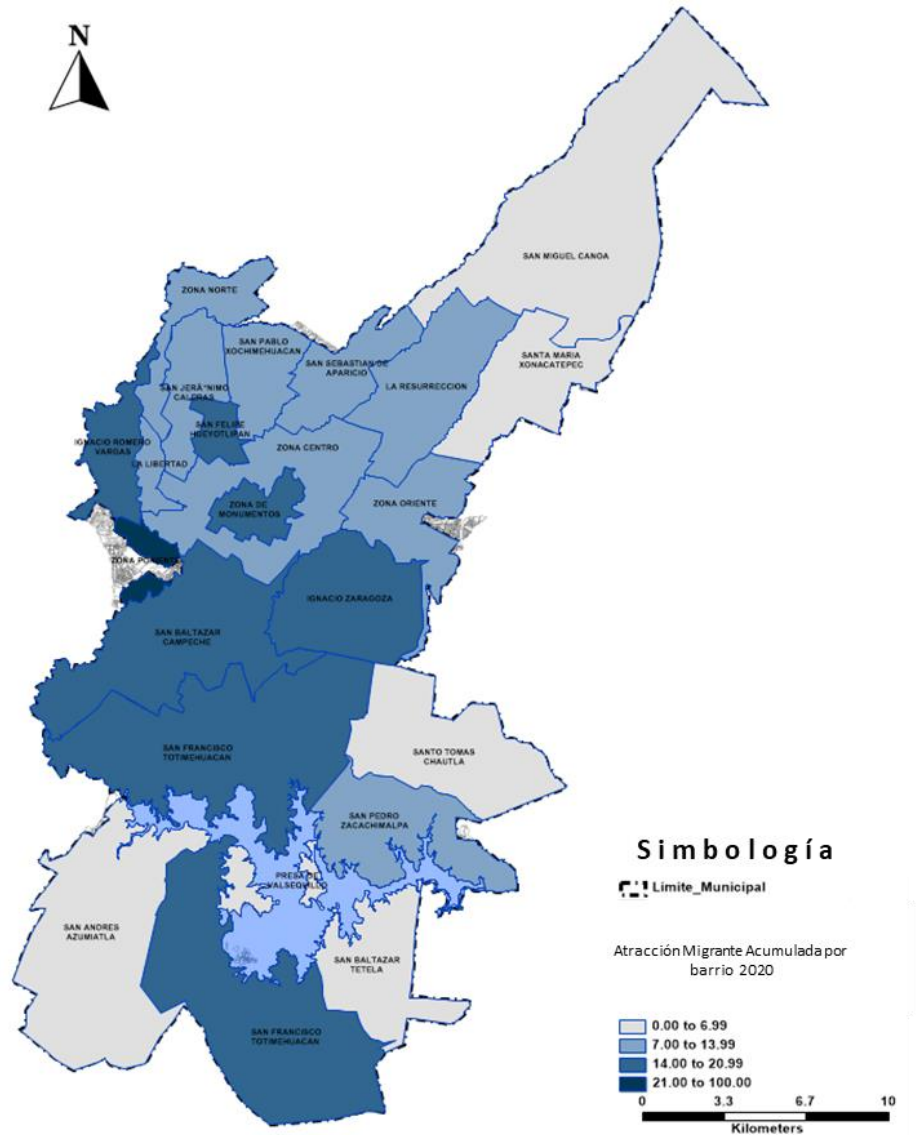 N
SAN MIGUEL CANOA
ZONA NORTE
SAN PABLO
XOCHIMEHUACAN
SAN SEBASTIAN DE
APARICIO
SANTA MARIA
XONACATEPEC
LA RESURRECCION
SAN JERÃ“NIMO
CALERAS
SAN FELIPE
HUEYOTLIPAN
IGNACIO ROMERO
VARGAS
LA LIBERTAD
ZONA CENTRO
ZONA DE
MONUMENTOS
ZONA ORIENTE
ZONA PONIENTE
IGNACIO ZARAGOZA
SAN BALTAZAR
CAMPECHE
SAN FRANCISCO
TOTIMEHUACAN
SANTO TOMAS
CHAUTLA
SAN PEDRO
ZACACHIMALPA
PRESA DE
VALSEQUILLO
SAN ANDRES
AZUMIATLA
SAN BALTAZAR
TETELA
SAN FRANCISCO
TOTIMEHUACAN
Simbología
Limite_Municipal
Atracción Migrante Acumulada por
barrio 2020
0.00 to 6.99
7.00 to 13.99
14.00 to 20.99
21.00 to 100.00
0 3.3 6.7 10
Kilometers